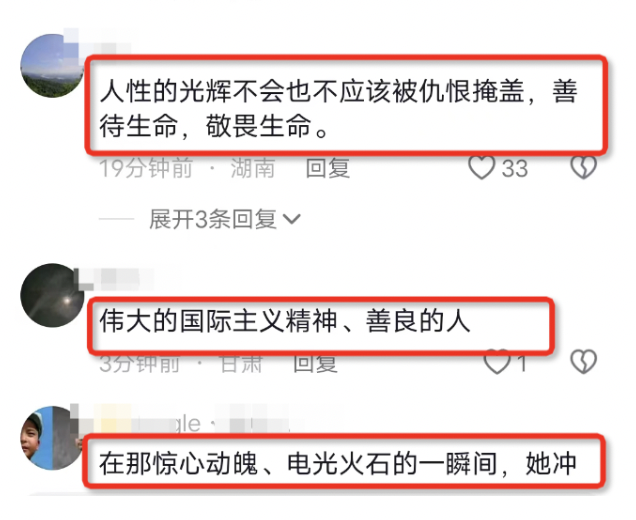 人性的光辉不会也不应该被仇恨掩盖，善
待生命，敬畏生命。
19分钟前 · 湖南 回复 33
展开3条回复
伟大的国际主义精神、善良的人
3分钟前 · 甘肃 回复 1
在那惊心动魄、电光火石的一瞬间，她冲